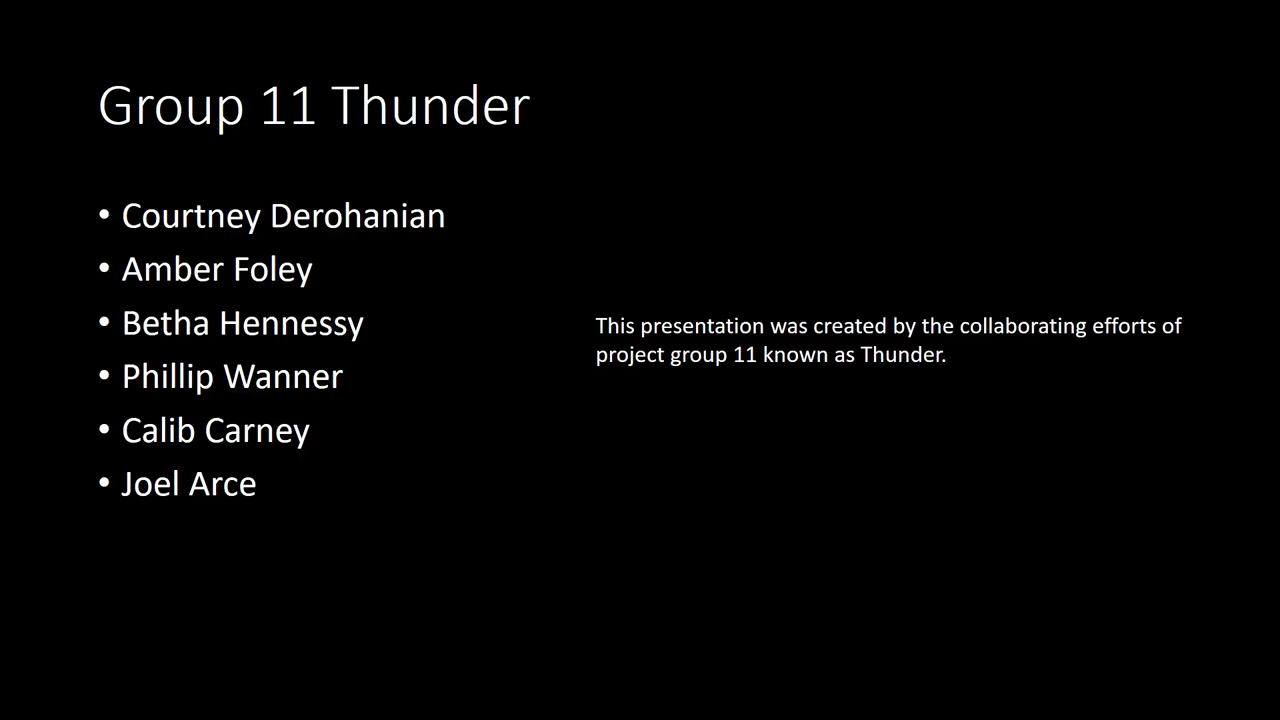 Group 11 Thunder
• Courtney Derohanian
• Amber Foley
• Betha Hennessy
• Phillip Wanner
• Calib Carney
• Joel Arce
This presentation was created by the collaborating efforts of
project group 11 known as Thunder.